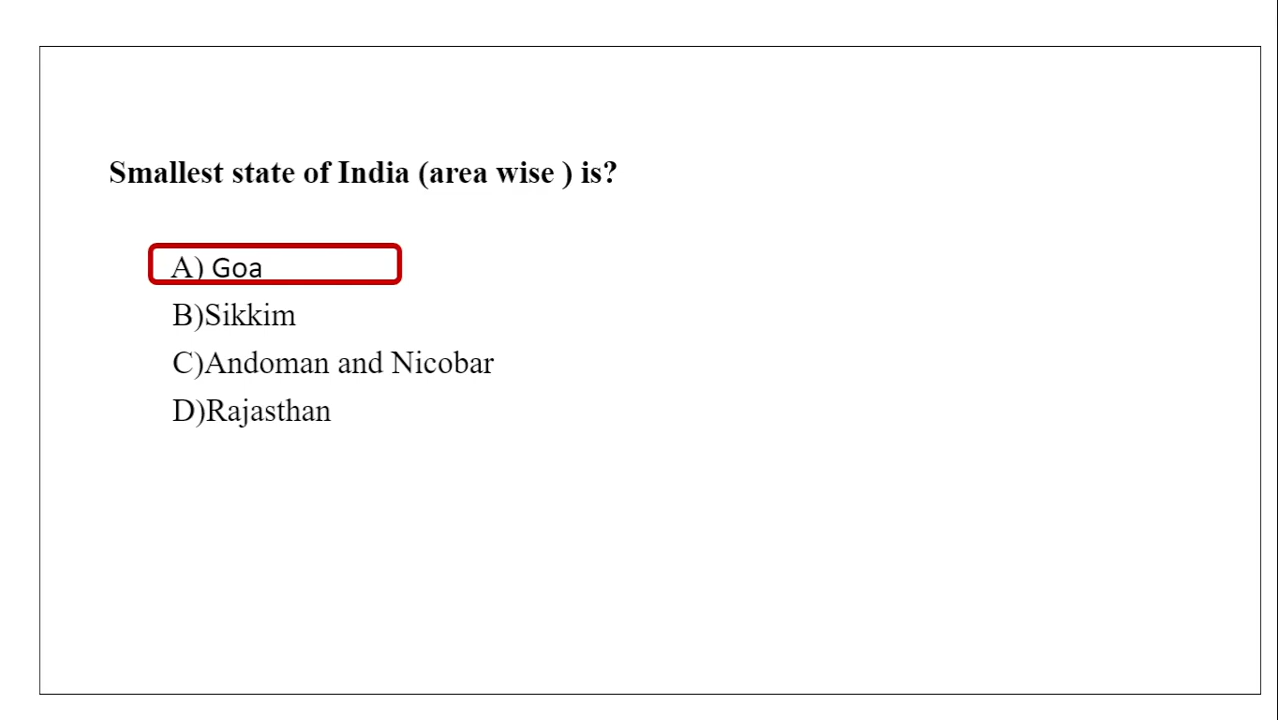 Smallest state of India (area wise ) is?
A) Goa
B)Sikkim
C)Andoman and Nicobar
D)Rajasthan